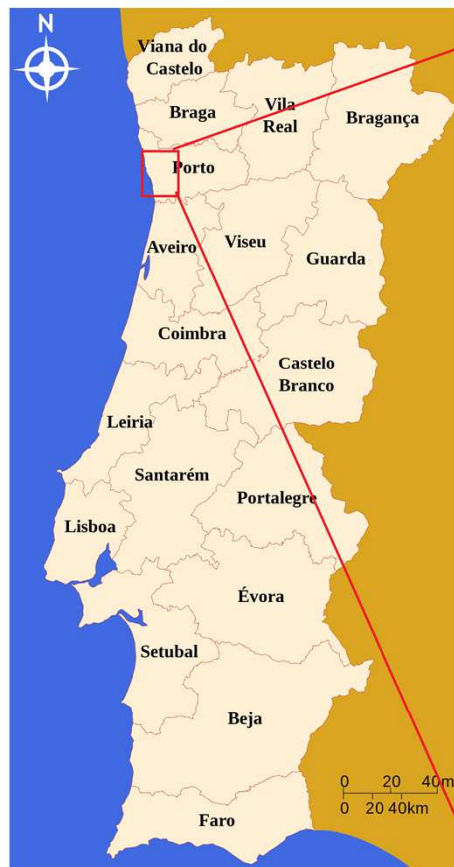 N
Viana do
Castelo
Braga
Vila
Real
Bragança
Porto
Aveiro
Viseu
Guarda
Coimbra
Castelo
Branco
Leiria
Santarém
Portalegre
Lisboa
Évora
Setubal
Beja
0 20 40m
0 20 40km
Faro